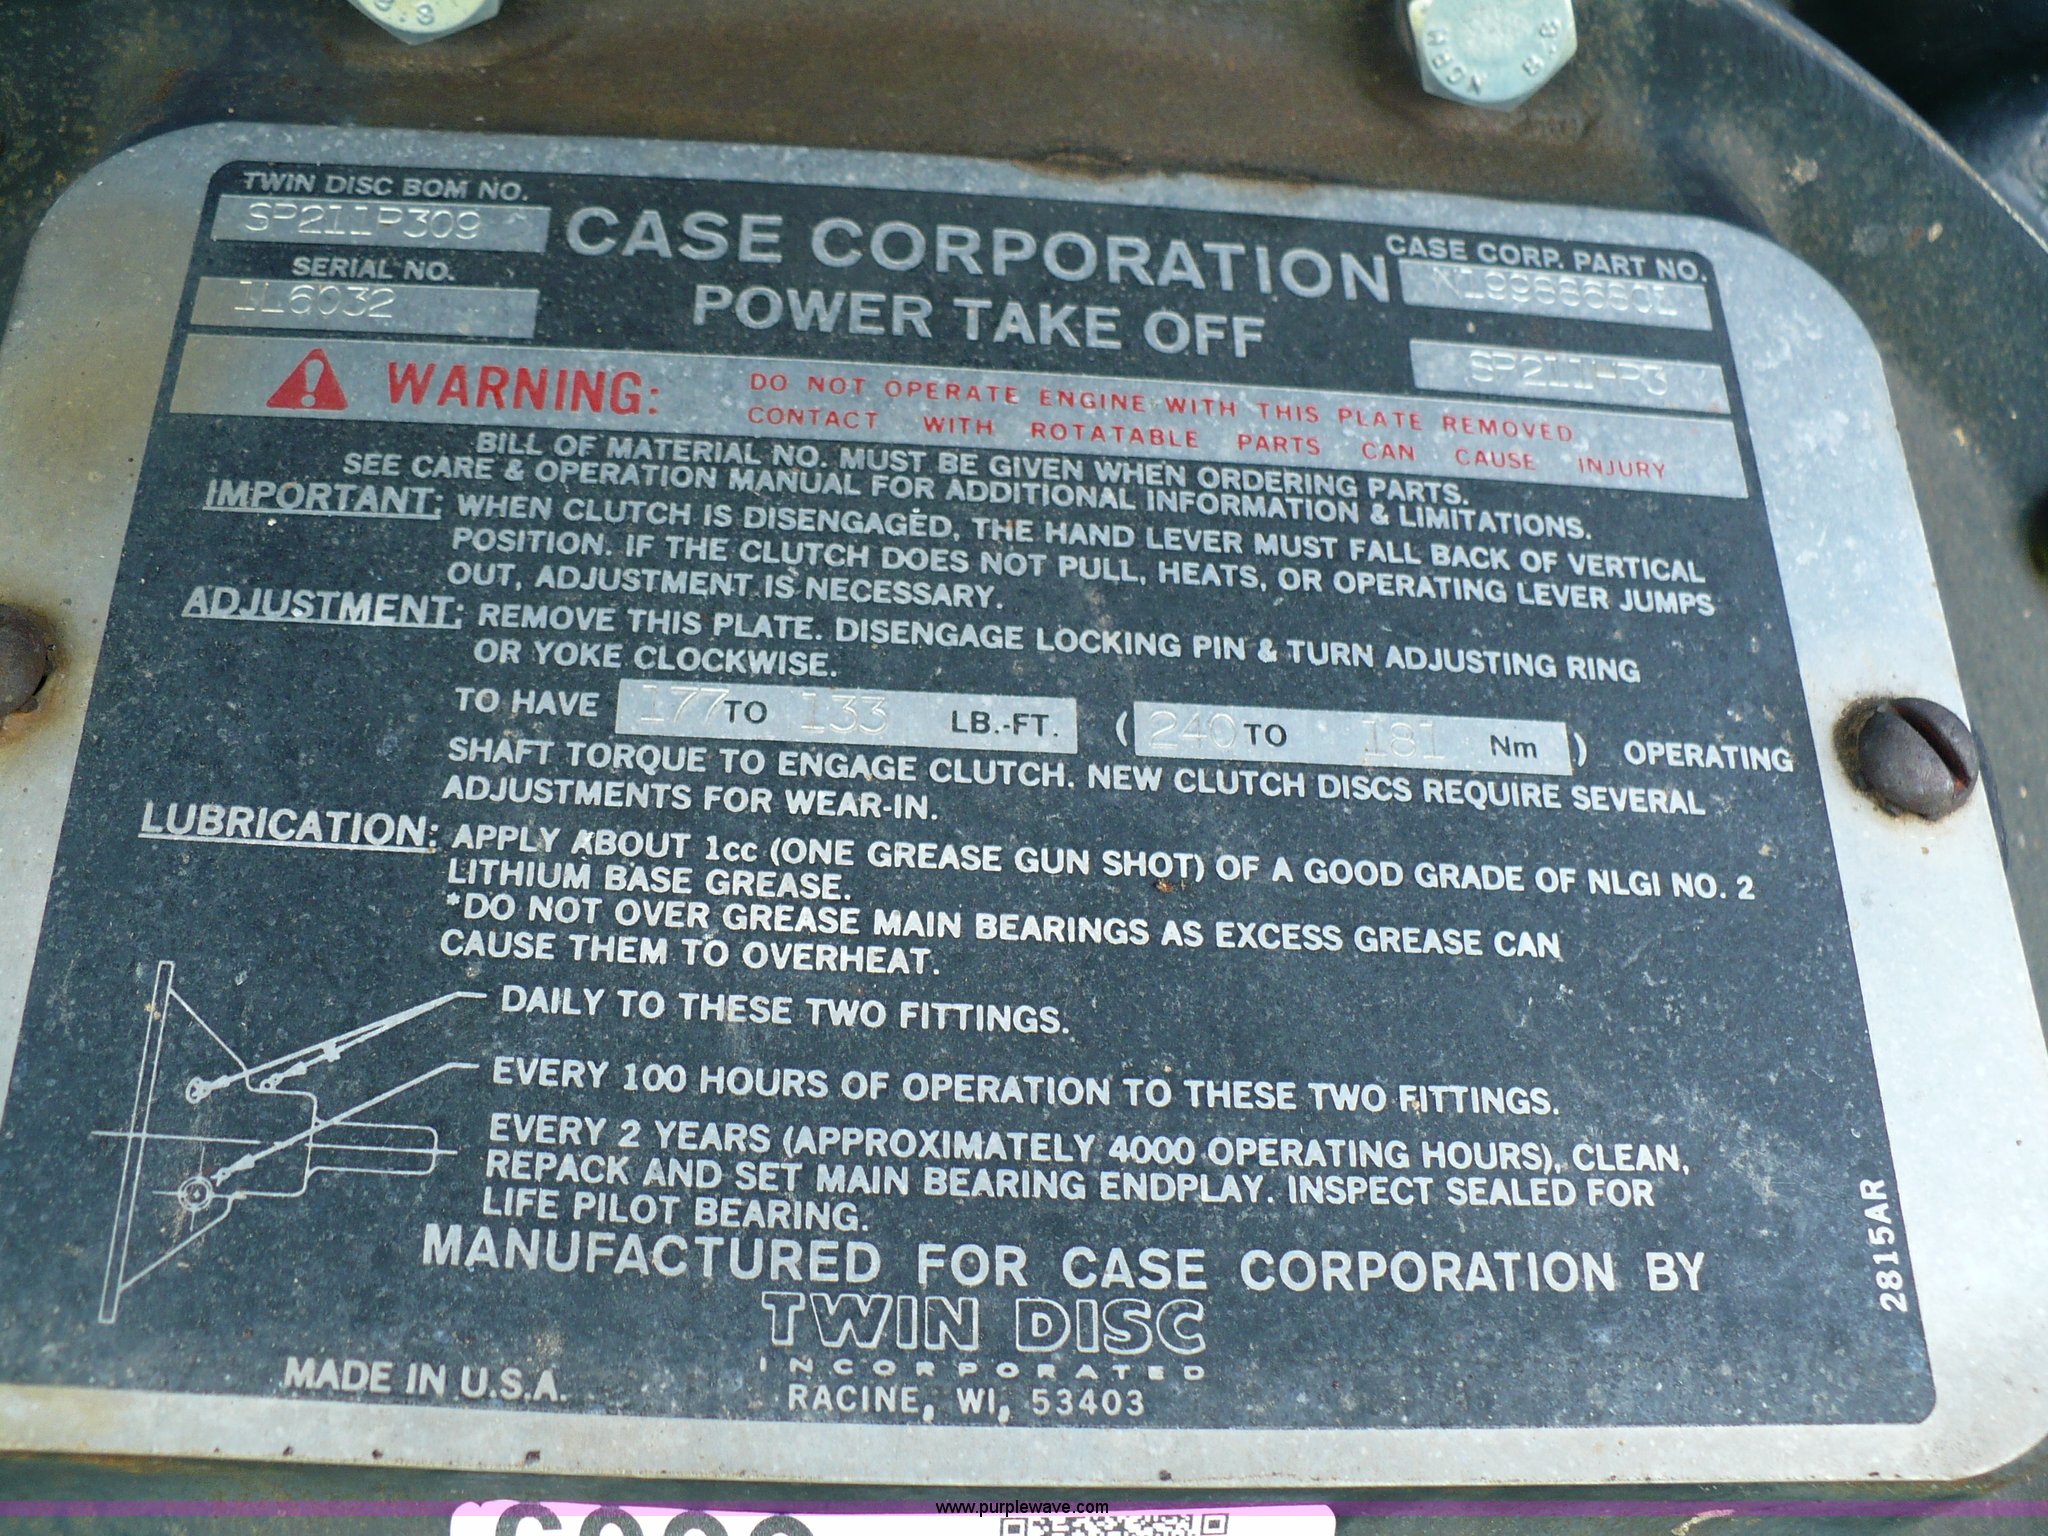 TWIN DISC BOM NO.
SP211P309
CASE CORPORATION
CASE CORP. PART NO.
SERIAL NO.
1L6032
POWER TAKE OFF
SP211HP3
WARNING:
DO NOT OPERATE ENGINE WITH THIS PLATE REMOVED.
CONTACT WITH ROTATABLE PARTS CAN CAUSE INJURY
BILL OF MATERIAL NO. MUST BE GIVEN WHEN ORDERING PARTS.
SEE CARE & OPERATION MANUAL FOR ADDITIONAL INFORMATION & LIMITATIONS.
IMPORTANT: WHEN CLUTCH IS DISENGAGED, THE HAND LEVER MUST FALL BACK OF VERTICAL
POSITION. IF THE CLUTCH DOES NOT PULL, HEATS, OR OPERATING LEVER JUMPS
OUT, ADJUSTMENT IS NECESSARY.
ADJUSTMENT: REMOVE THIS PLATE. DISENGAGE LOCKING PIN & TURN ADJUSTING RING
OR YOKE CLOCKWISE.
TO HAVE 177 TO 133 LB.-FT. (240 TO 181 Nm) OPERATING
SHAFT TORQUE TO ENGAGE CLUTCH. NEW CLUTCH DISCS REQUIRE SEVERAL
ADJUSTMENTS FOR WEAR-IN.
LUBRICATION: APPLY ABOUT 1cc (ONE GREASE GUN SHOT) OF A GOOD GRADE OF NLGI NO. 2
LITHIUM BASE GREASE.
*DO NOT OVER GREASE MAIN BEARINGS AS EXCESS GREASE CAN
CAUSE THEM TO OVERHEAT.
DAILY TO THESE TWO FITTINGS.
EVERY 100 HOURS OF OPERATION TO THESE TWO FITTINGS.
EVERY 2 YEARS (APPROXIMATELY 4000 OPERATING HOURS), CLEAN,
REPACK AND SET MAIN BEARING ENDPLAY. INSPECT SEALED FOR
LIFE PILOT BEARING.
MANUFACTURED FOR CASE CORPORATION BY
TWIN DISC
INCORPORATED
RACINE, WI, 53403
MADE IN U.S.A.
2815AR
www.purplewave.com